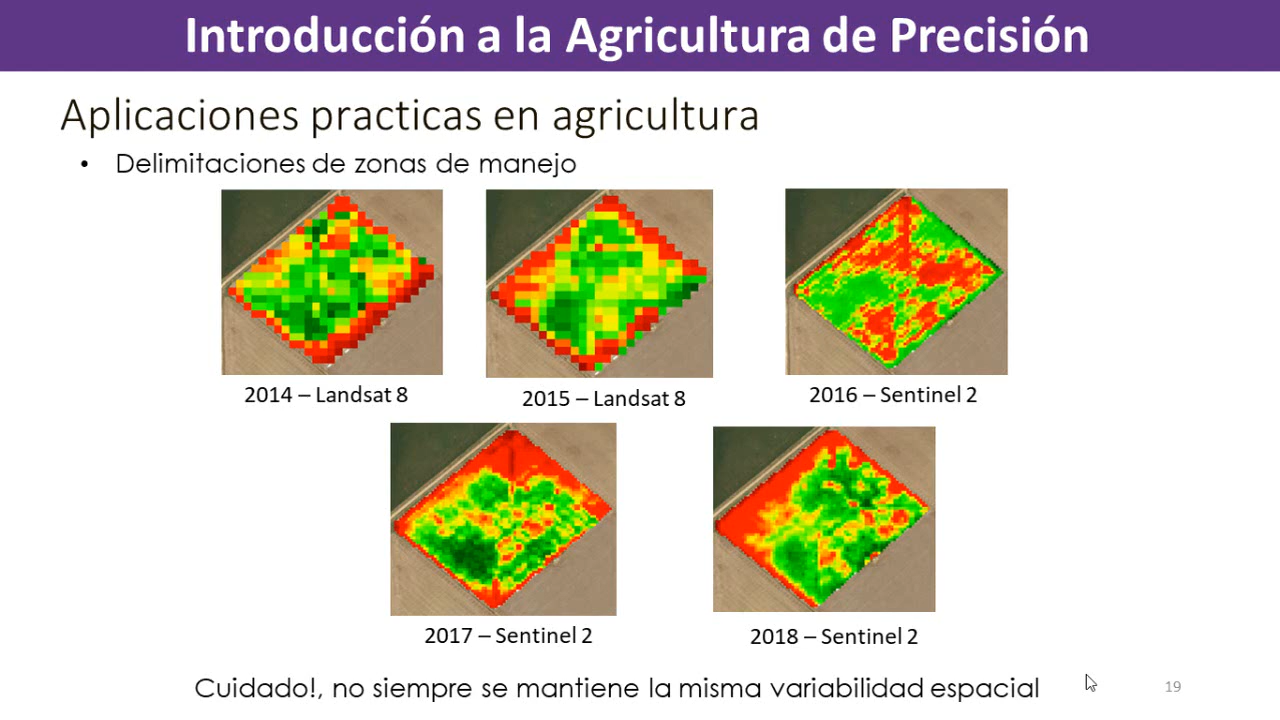 Introducción a la Agricultura de Precisión
Aplicaciones practicas en agricultura
• Delimitaciones de zonas de manejo
2014 – Landsat 8
2015 – Landsat 8
2016 – Sentinel 2
2017 – Sentinel 2
2018 – Sentinel 2
Cuidado!, no siempre se mantiene la misma variabilidad espacial
19